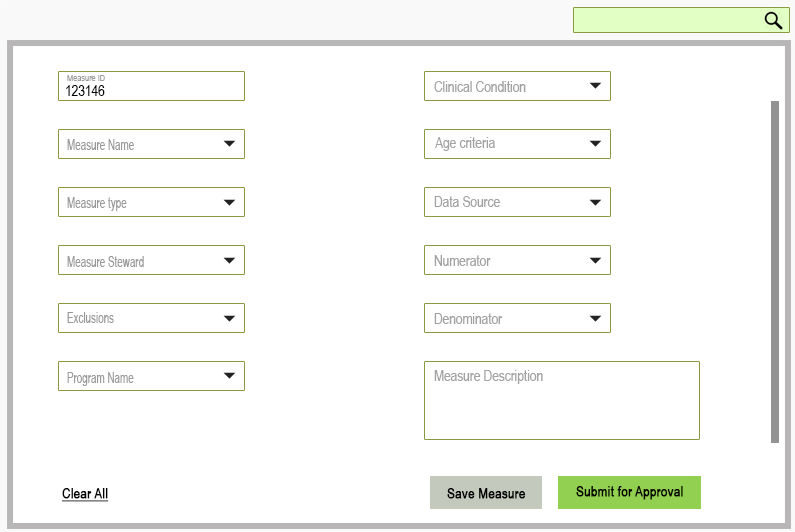 Measure ID
123146
Clinical Condition
Measure Name
Age criteria
Measure type
Data Source
Measure Steward
Numerator
Exclusions
Denominator
Program Name
Measure Description
Clear All
Save Measure
Submit for Approval